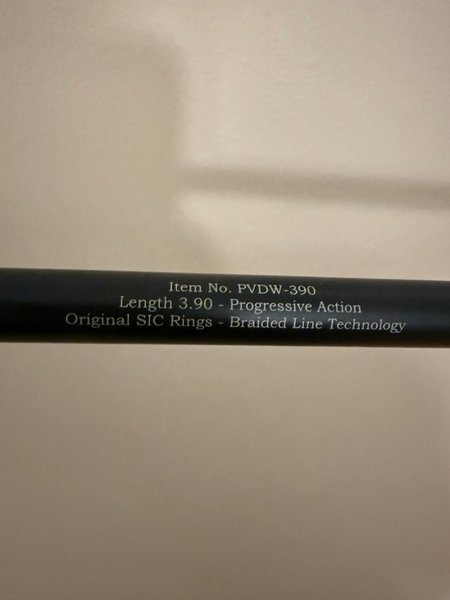 Item No. PVDW-390
Length 3.90 - Progressive Action
Original SIC Rings - Braided Line Technology